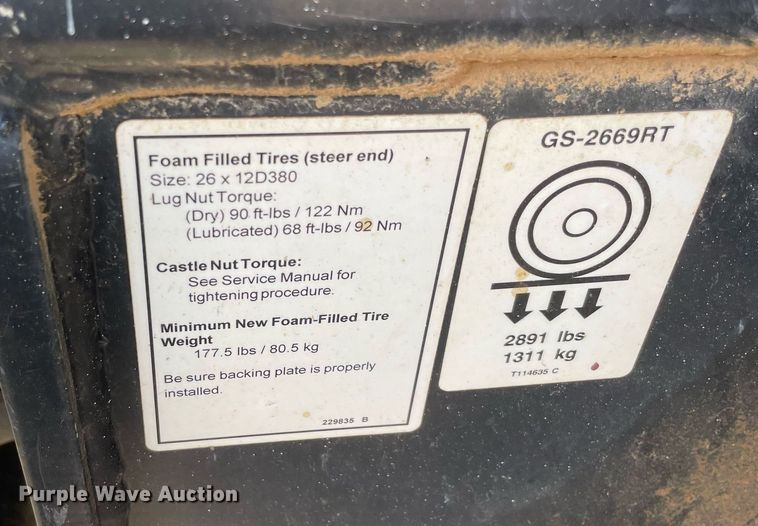 Foam Filled Tires (steer end)
Size: 26 x 12D380
Lug Nut Torque:
(Dry) 90 ft-lbs / 122 Nm
(Lubricated) 68 ft-lbs / 92 Nm
Castle Nut Torque:
See Service Manual for
tightening procedure.
Minimum New Foam-Filled Tire
Weight
177.5 lbs / 80.5 kg
Be sure backing plate is properly
installed.
229835 B
GS-2669RT
2891 lbs
1311 kg
T114635 C
Purple Wave Auction